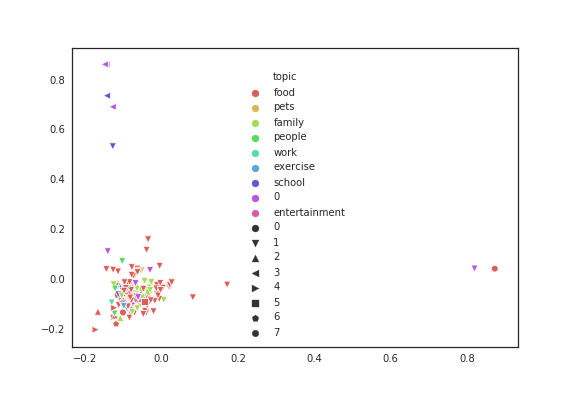 topic
food
pets
family
people
work
exercise
school
0
entertainment
0
1
2
3
4
5
6
7
0.8
0.6
0.4
0.2
0.0
−0.2
−0.2 0.0 0.2 0.4 0.6 0.8